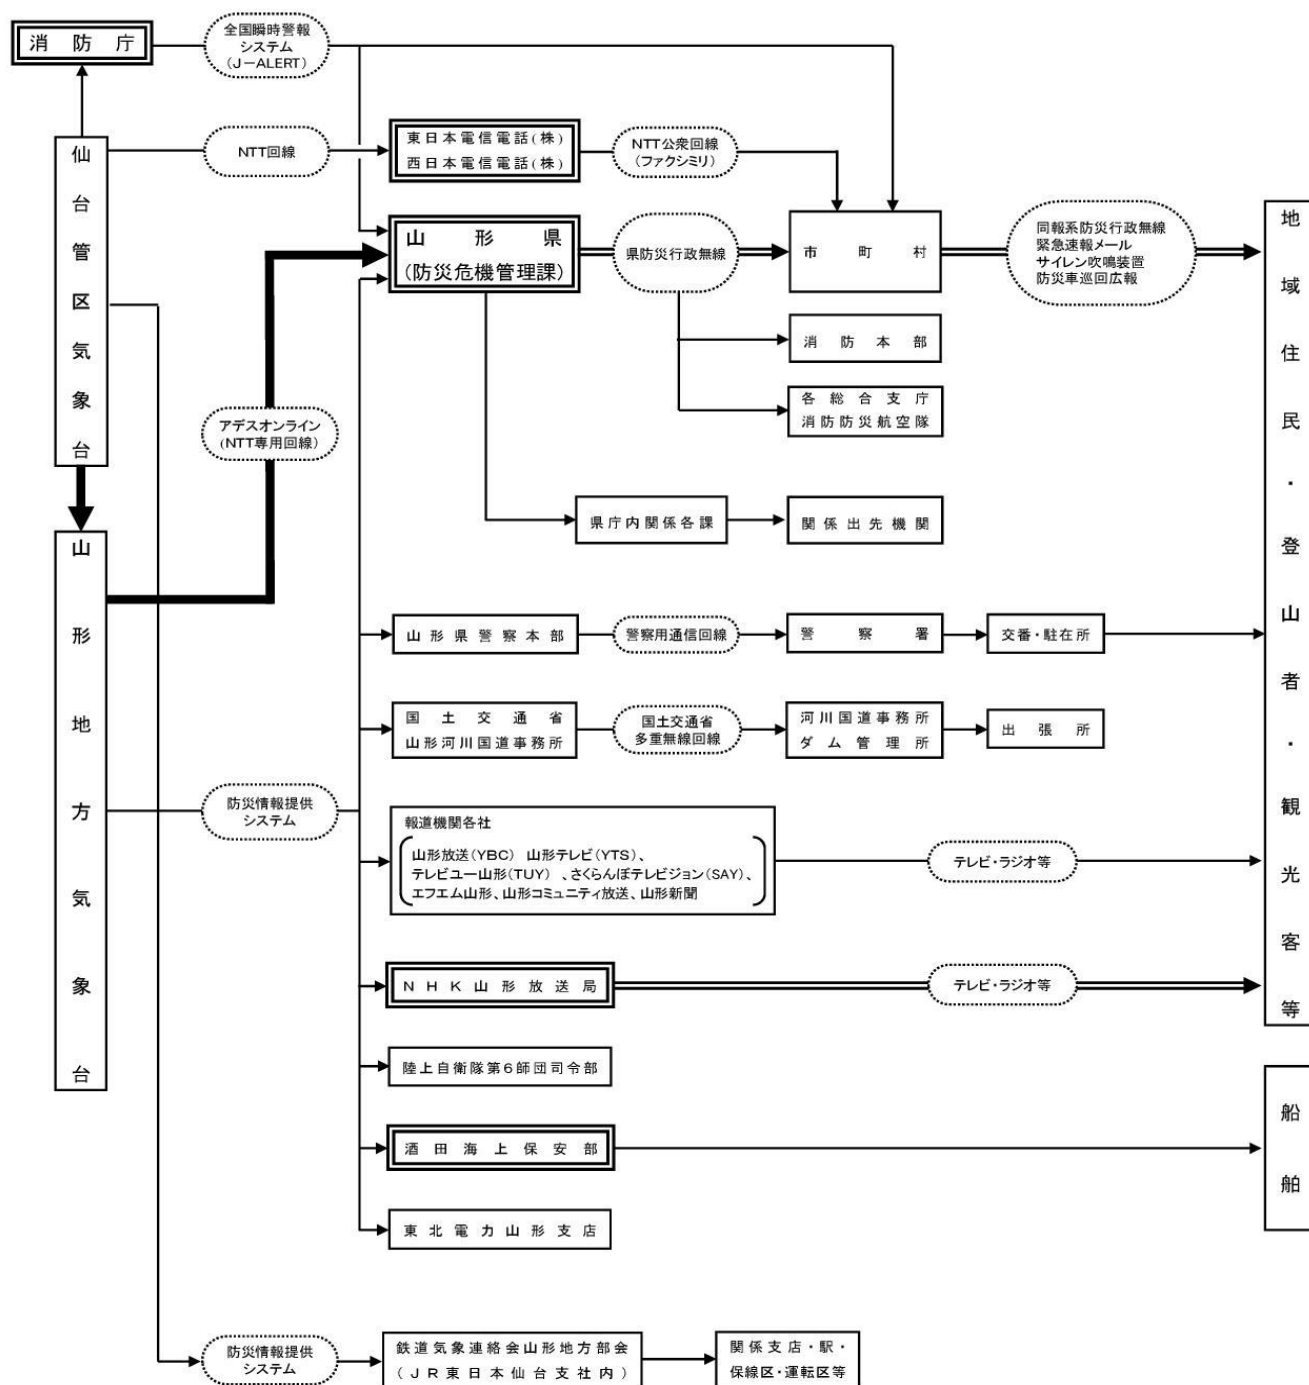 消防庁
全国瞬時警報
システム
(J-ALERT)
仙台管区気象台
NTT回線
東日本電信電話(株)
西日本電信電話(株)
NTT公衆回線
(ファクシミリ)
山形県
(防災危機管理課)
県防災行政無線
市町村
同報系防災行政無線
緊急速報メール
サイレン吹鳴装置
防災車巡回広報
地域住民・登山者・観光客等
消防本部
各総合支庁
消防防災航空隊
アデスオンライン
(NTT専用回線)
県庁内関係各課
関係出先機関
山形地方気象台
山形県警察本部
警察用通信回線
警察署
交番・駐在所
国土交通省
山形河川国道事務所
国土交通省
多重無線回線
河川国道事務所
ダム管理所
出張所
防災情報提供
システム
報道機関各社
山形放送(YBC) 山形テレビ(YTS)、
テレビユー山形(TUY) 、さくらんぼテレビジョン(SAY)、
エフエム山形、山形コミュニティ放送、山形新聞
テレビ・ラジオ等
NHK山形放送局
テレビ・ラジオ等
陸上自衛隊第6師団司令部
酒田海上保安部
船舶
東北電力山形支店
防災情報提供
システム
鉄道気象連絡会山形地方部会
(JR東日本仙台支社内)
関係支店・駅・
保線区・運転区等